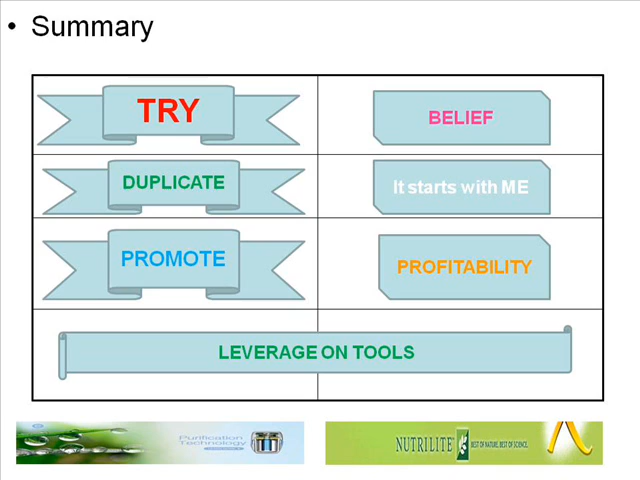 • Summary
TRY
BELIEF
DUPLICATE
It starts with ME
PROMOTE
PROFITABILITY
LEVERAGE ON TOOLS
Purification
Technology
NUTRILITE
BEST OF NATURE, BEST OF SCIENCE.